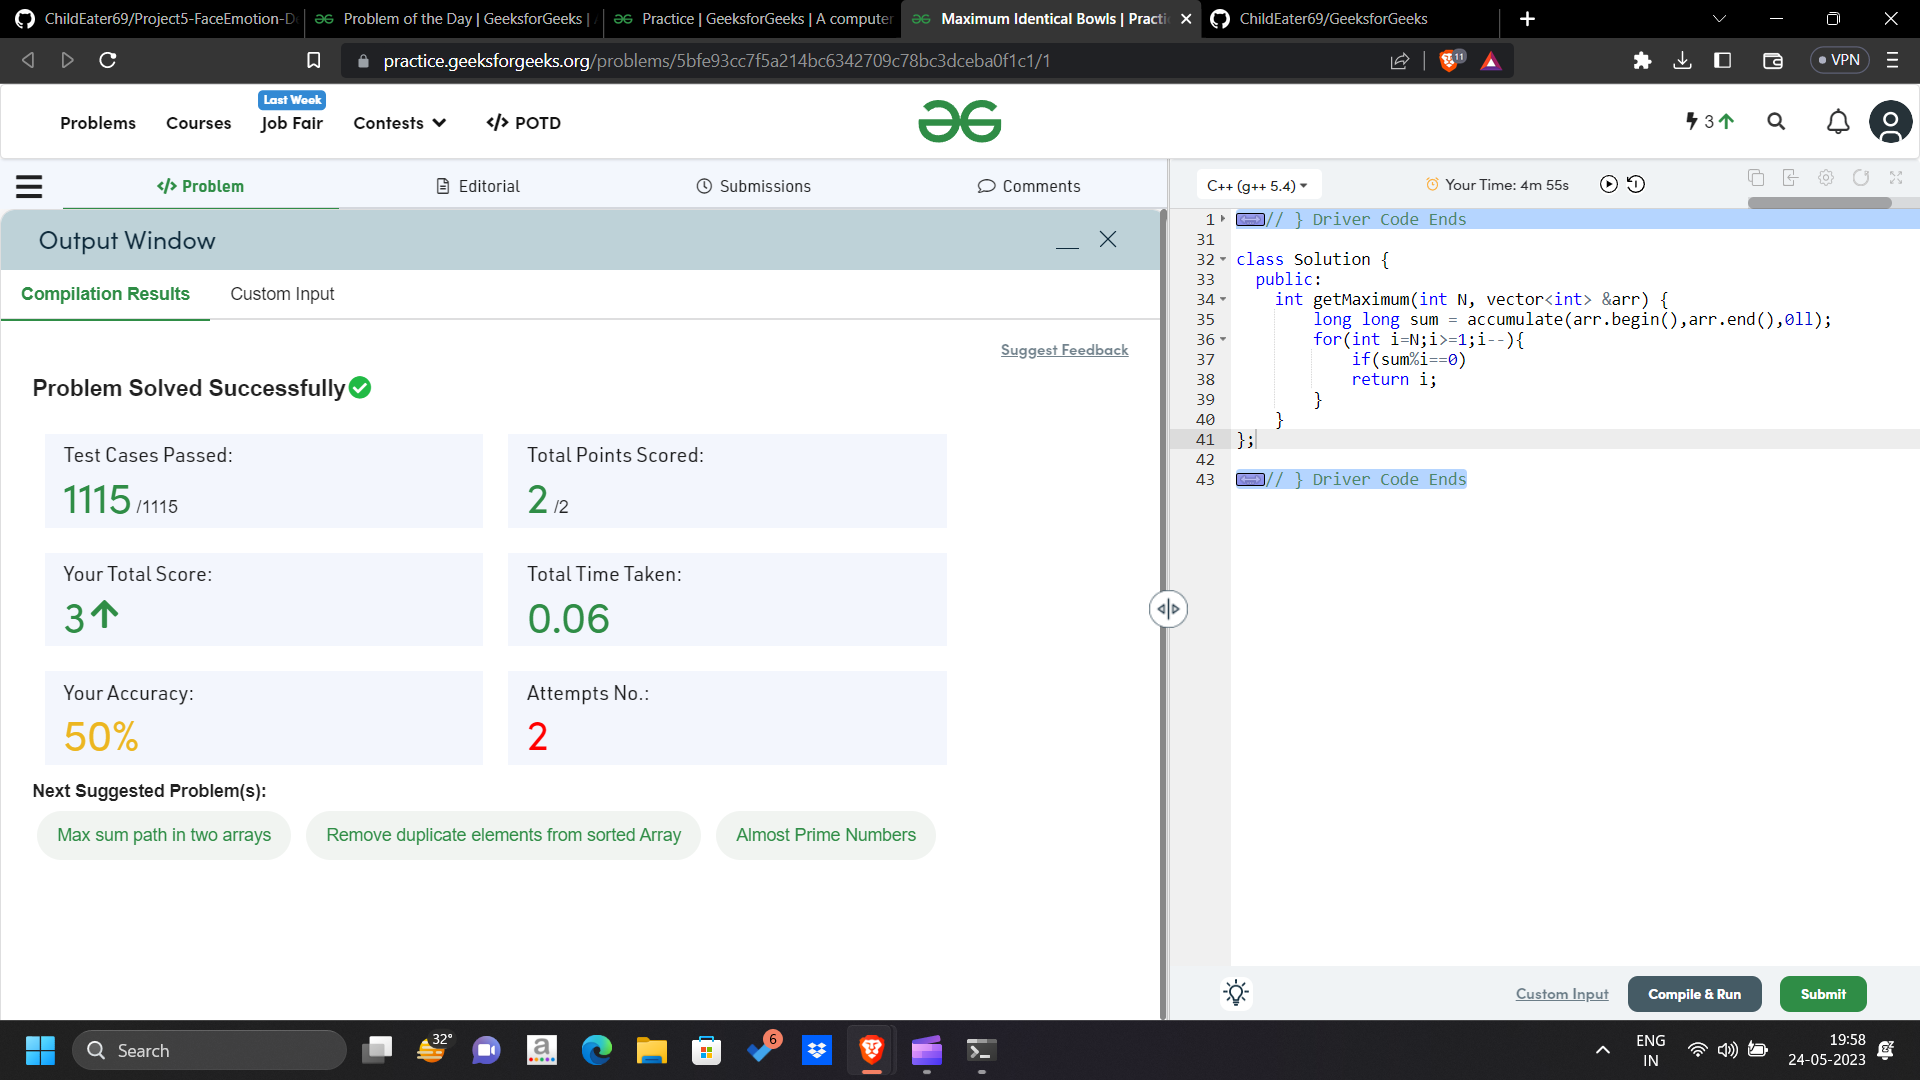 ChildEater69/Project5-FaceEmotion-D
Problem of the Day | GeeksforGeeks |
Practice | GeeksforGeeks | A computer
Maximum Identical Bowls | Practi
ChildEater69/GeeksforGeeks
practice.geeksforgeeks.org/problems/5bfe93cc7f5a214bc6342709c78bc3dceba0f1c1/1
11
VPN
Problems
Courses
Last Week
Job Fair
Contests
</> POTD
3
</> Problem
Editorial
Submissions
Comments
C++ (g++ 5.4)
Your Time: 4m 55s
Output Window
Compilation Results
Custom Input
Suggest Feedback
Problem Solved Successfully
Test Cases Passed:
1115 /1115
Total Points Scored:
2 /2
Your Total Score:
3
Total Time Taken:
0.06
Your Accuracy:
50%
Attempts No.:
2
Next Suggested Problem(s):
Max sum path in two arrays
Remove duplicate elements from sorted Array
Almost Prime Numbers
1 // } Driver Code Ends
31
32 class Solution {
33 public:
34 int getMaximum(int N, vector<int> &arr) {
35 long long sum = accumulate(arr.begin(),arr.end(),0ll);
36 for(int i=N;i>=1;i--){
37 if(sum%i==0)
38 return i;
39 }
40 }
41 };
42
43 // } Driver Code Ends
Custom Input
Compile & Run
Submit
Search
32°
a
6
ENG
IN
19:58
24-05-2023